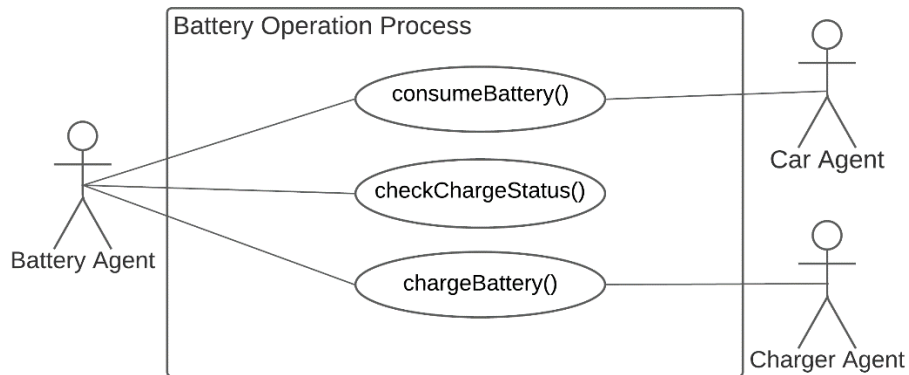 Battery Operation Process
consumeBattery()
Car Agent
checkChargeStatus()
Battery Agent
chargeBattery()
Charger Agent